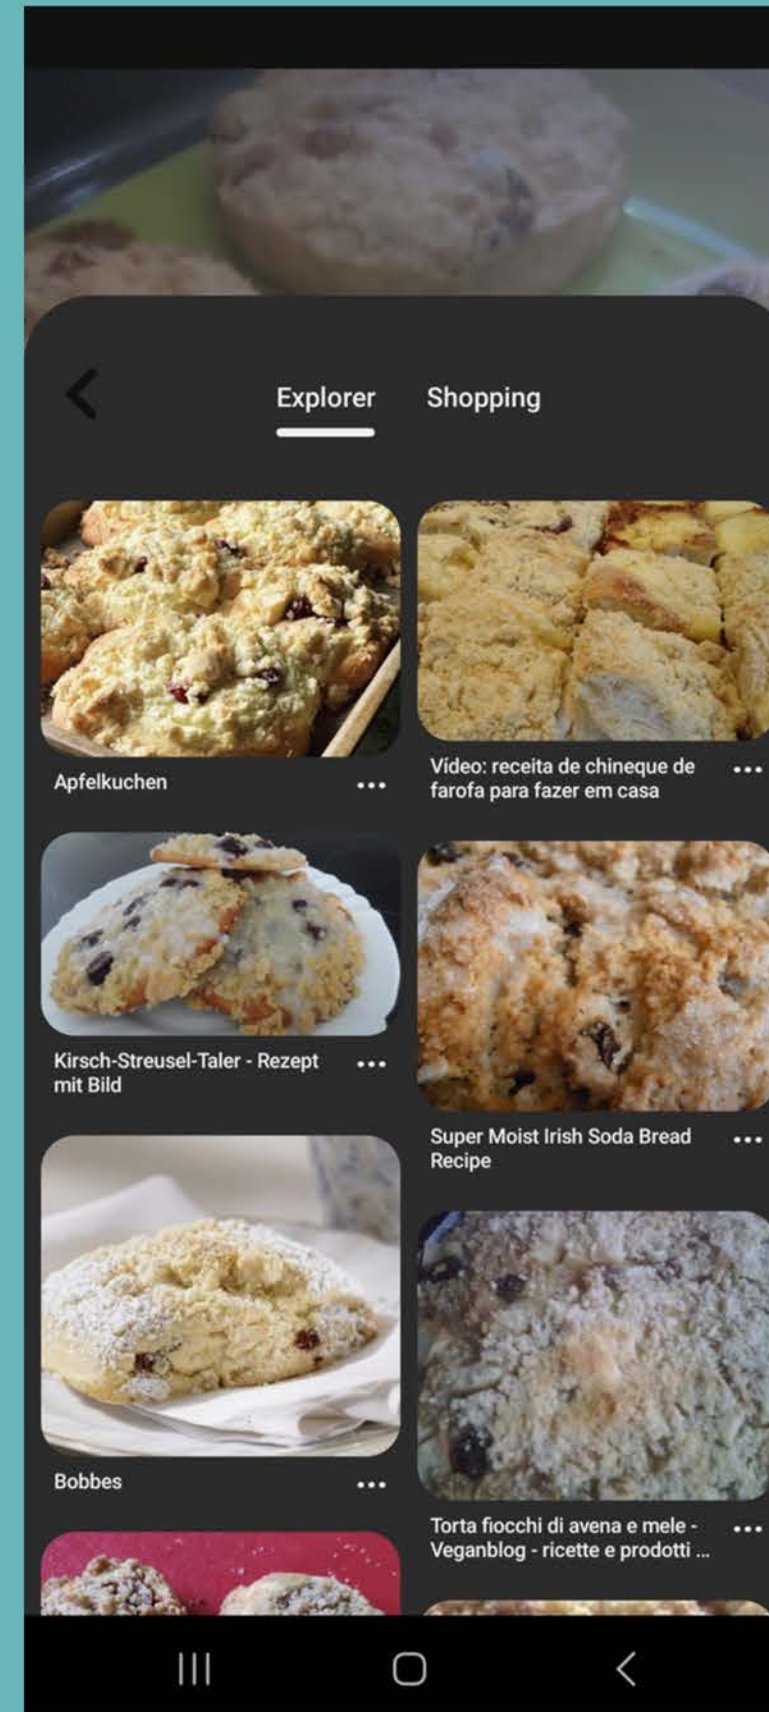 Explorer
Shopping
Apfelkuchen
Vídeo: receita de chineque de
farofa para fazer em casa
Kirsch-Streusel-Taler - Rezept
mit Bild
Super Moist Irish Soda Bread
Recipe
Bobbes
Torta fiocchi di avena e mele -
Veganblog - ricette e prodotti ...